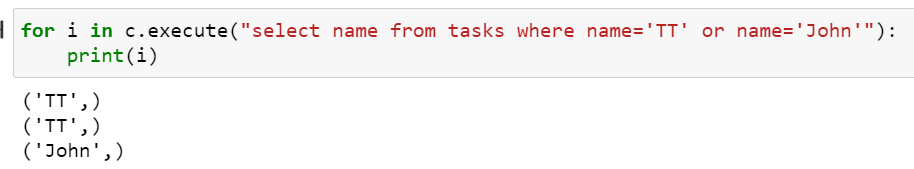 for i in c.execute("select name from tasks where name='TT' or name='John'"):
    print(i)
('TT',)
('TT',)
('John',)